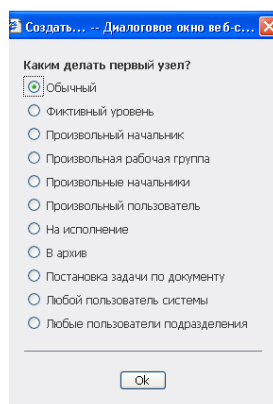 Создать... -- Диалоговое окно веб-с...
Каким делать первый узел?
Обычный
Фиктивный уровень
Произвольный начальник
Произвольная рабочая группа
Произвольные начальники
Произвольный пользователь
На исполнение
В архив
Постановка задачи по документу
Любой пользователь системы
Любые пользователи подразделения
Ok